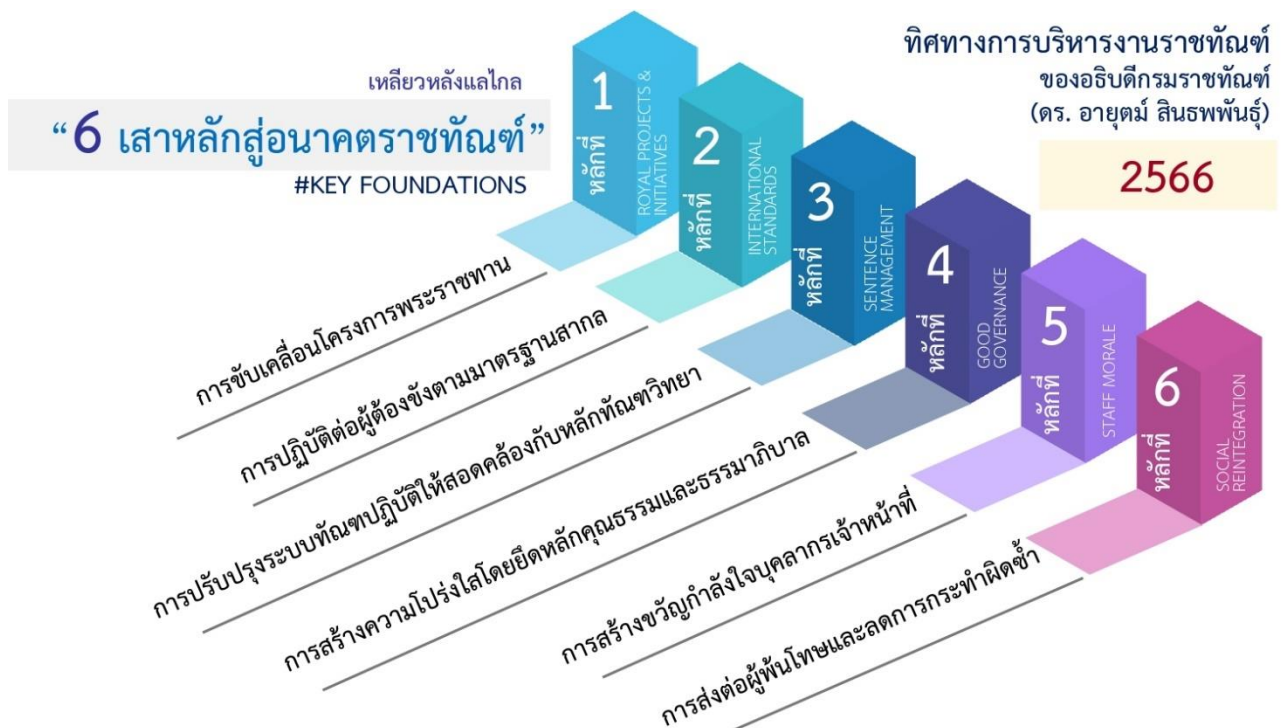 เหลียวหลังแลไกล
“6 เสาหลักสู่อนาคตราชทัณฑ์”
#KEY FOUNDATIONS
ทิศทางการบริหารงานราชทัณฑ์
ของอธิบดีกรมราชทัณฑ์
(ดร. อายุตม์ สินธพพันธุ์)
2566
หลักที่ 1
ROYAL PROJECTS &
INITIATIVES
การขับเคลื่อนโครงการพระราชทาน
หลักที่ 2
INTERNATIONAL
STANDARDS
การปฏิบัติต่อผู้ต้องขังตามมาตรฐานสากล
หลักที่ 3
SENTENCE
MANAGEMENT
การปรับปรุงระบบทัณฑปฏิบัติให้สอดคล้องกับหลักทัณฑวิทยา
หลักที่ 4
GOOD
GOVERNANCE
การสร้างความโปร่งใสโดยยึดหลักคุณธรรมและธรรมาภิบาล
หลักที่ 5
STAFF MORALE
การสร้างขวัญกำลังใจบุคลากรเจ้าหน้าที่
หลักที่ 6
SOCIAL
REINTEGRATION
การส่งต่อผู้พ้นโทษและลดการกระทำผิดซ้ำ